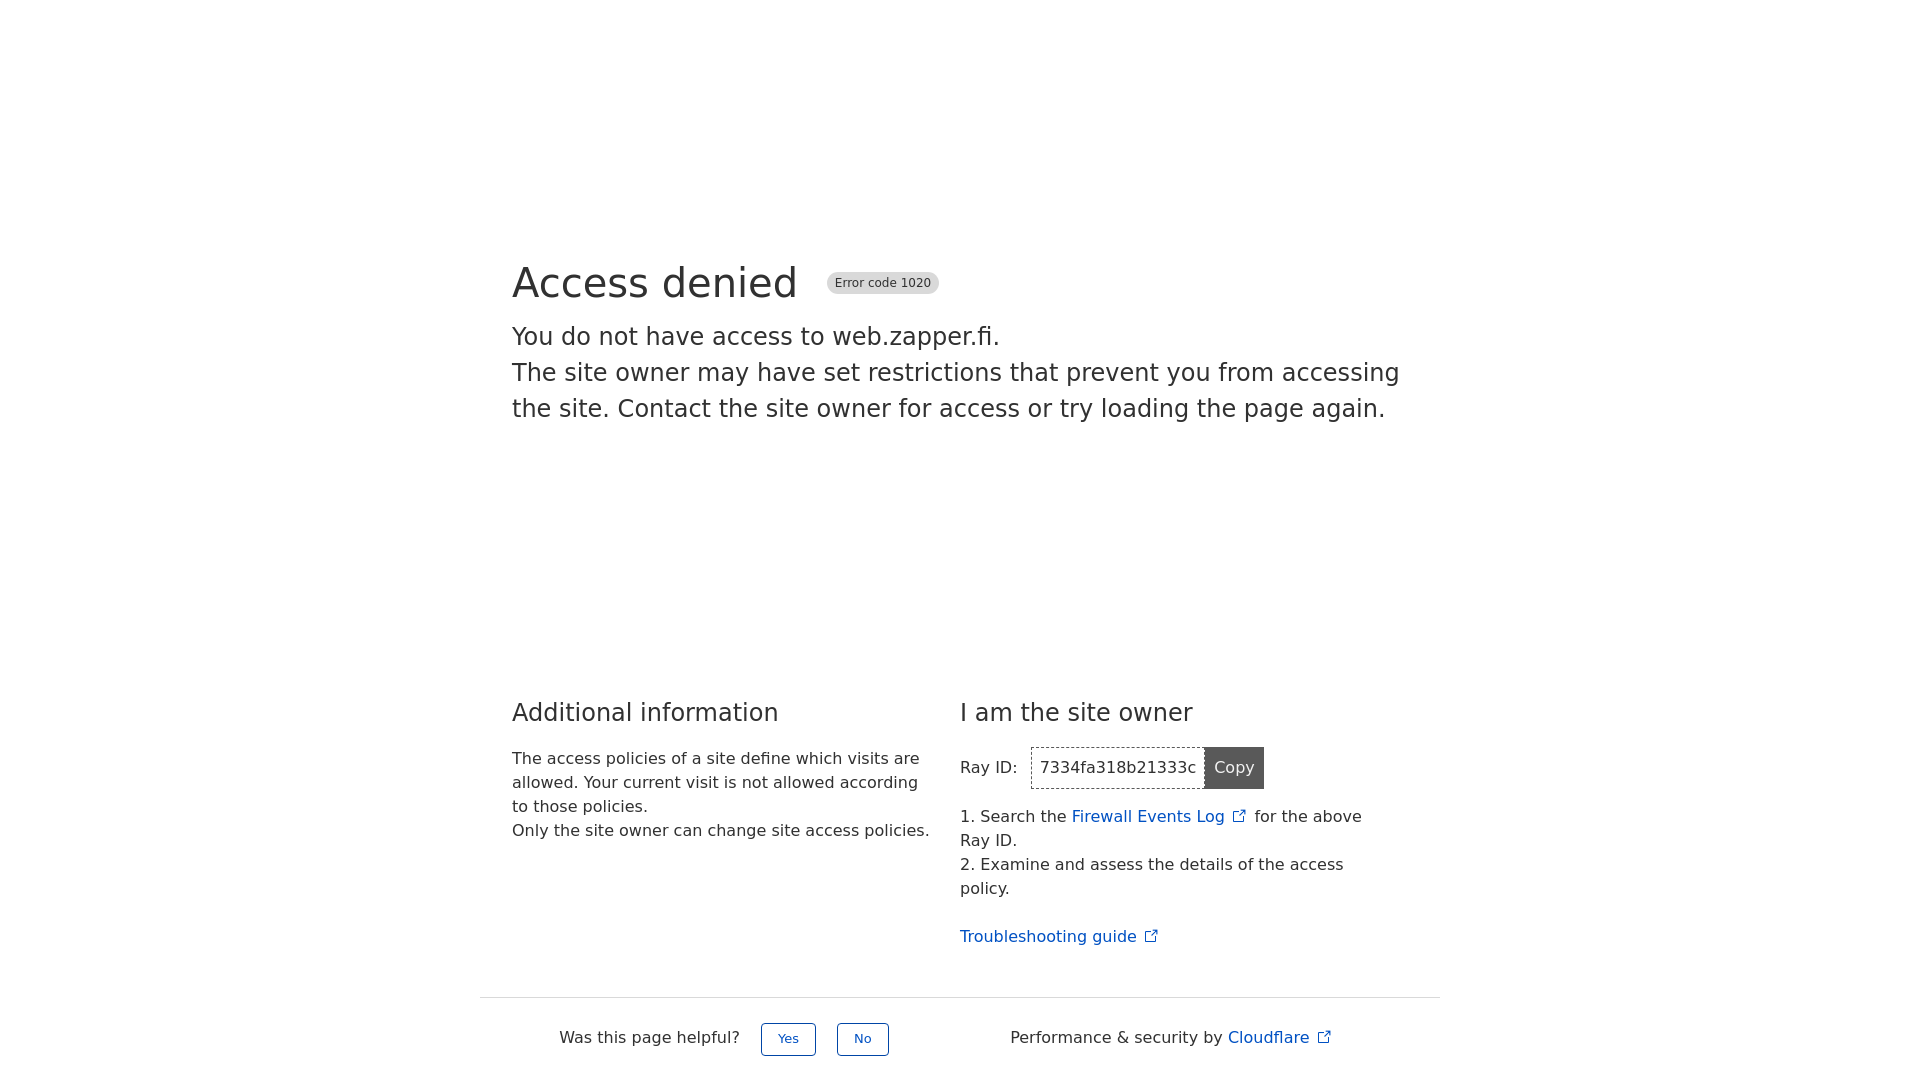 Access denied
Error code 1020
You do not have access to web.zapper.fi.
The site owner may have set restrictions that prevent you from accessing
the site. Contact the site owner for access or try loading the page again.
Additional information
The access policies of a site define which visits are
allowed. Your current visit is not allowed according
to those policies.
Only the site owner can change site access policies.
I am the site owner
Ray ID: 7334fa318b21333c Copy
1. Search the Firewall Events Log for the above
Ray ID.
2. Examine and assess the details of the access
policy.
Troubleshooting guide
Was this page helpful? Yes No
Performance & security by Cloudflare